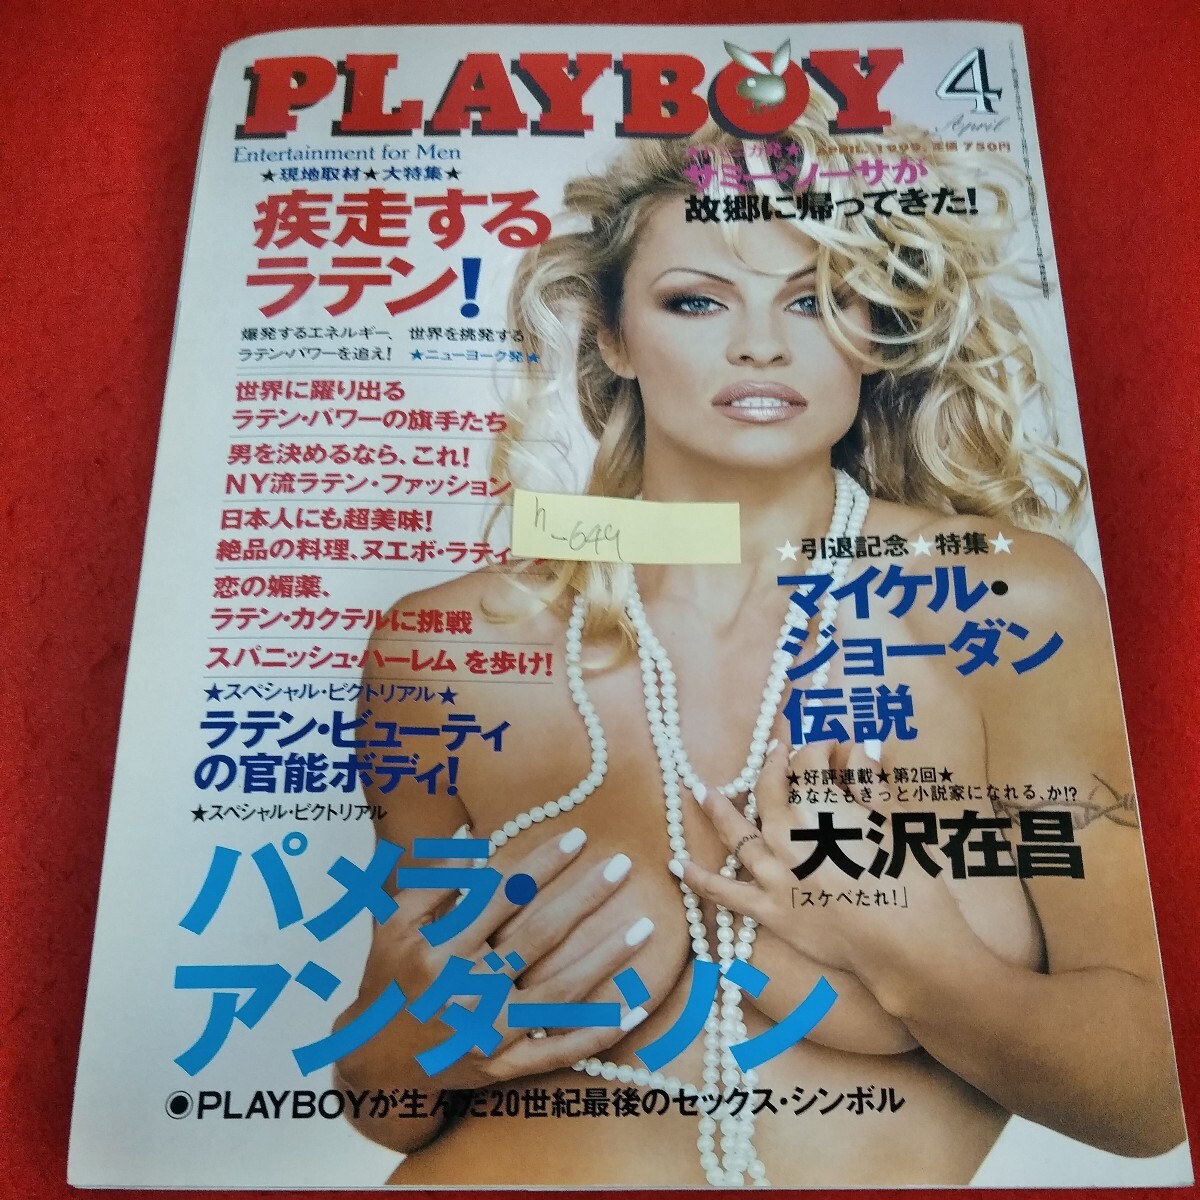 PLAYBOY
4
April
Entertainment for Men
APRIL 1999 定価 750円
★現地取材★大特集★
疾走する
ラテン!
爆発するエネルギー、世界を挑発する
ラテン・パワーを追え! ★ニューヨーク発★
世界に躍り出る
ラテン・パワーの旗手たち
男を決めるなら、これ!
NY流ラテン・ファッション
日本人にも超美味!
絶品の料理、ヌエボ・ラティ
恋の媚薬、
ラテン・カクテルに挑戦
スパニッシュ・ハーレムを歩け!
★スペシャル・ピクトリアル★
ラテン・ビューティ
の官能ボディ!
★スペシャル・ピクトリアル
パメラ・
アンダーソン
◉PLAYBOYが生んだ20世紀最後のセックス・シンボル
サミー・ソーサが
故郷に帰ってきた!
h-649
★引退記念★特集★
マイケル・
ジョーダン
伝説
★好評連載★第2回★
あなたもきっと小説家になれる、か!?
大沢在昌
「スケベたれ!」